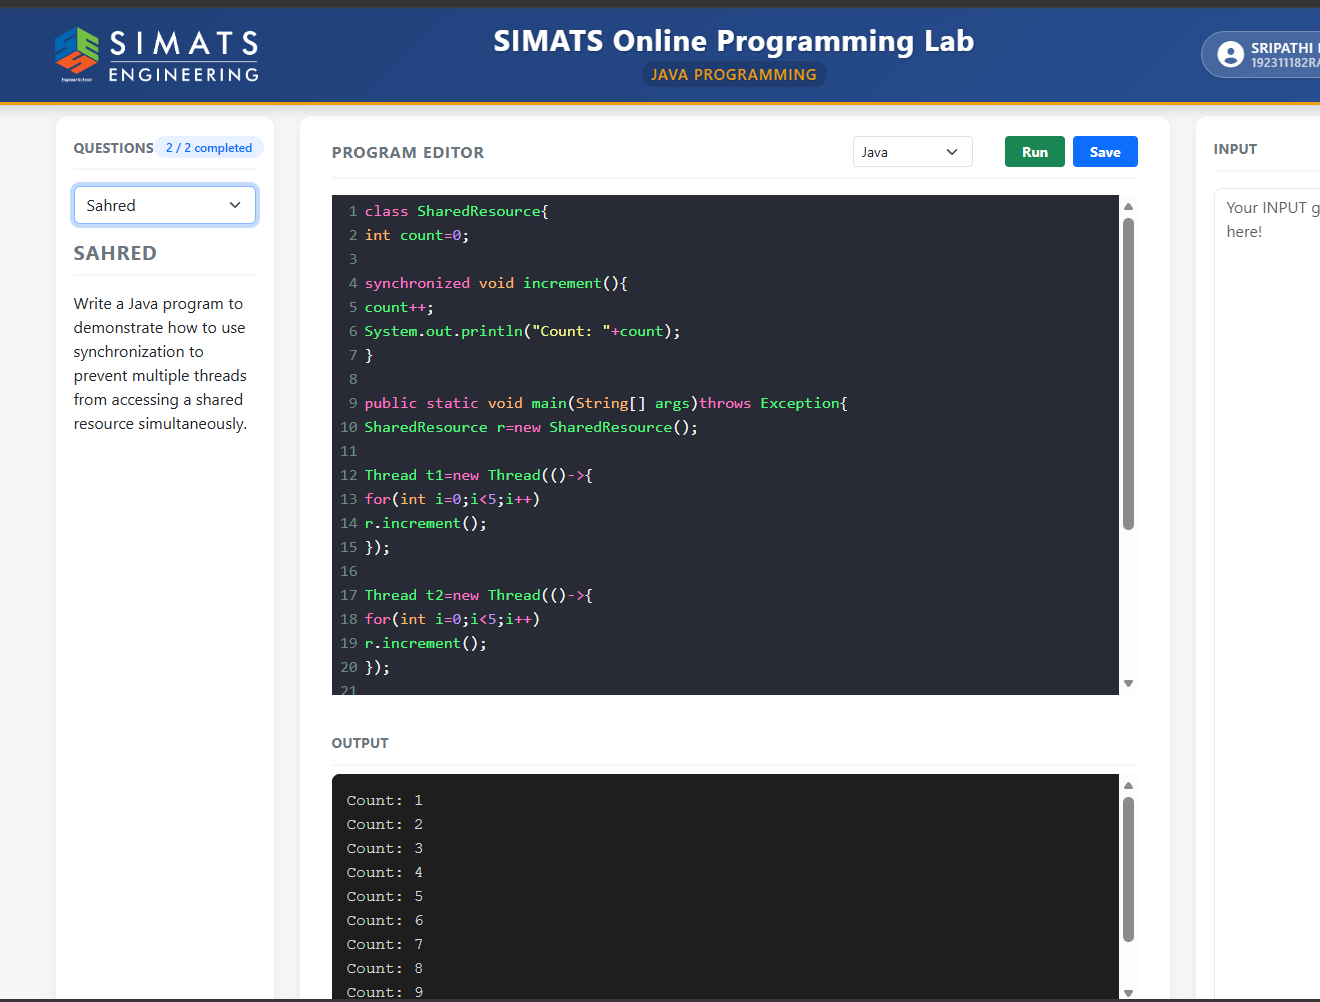 SIMATS
ENGINEERING
Engineer to Excel
SIMATS Online Programming Lab
JAVA PROGRAMMING
SRIPATHI
192311182RA
QUESTIONS
2 / 2 completed
Sahred
SAHRED
Write a Java program to
demonstrate how to use
synchronization to
prevent multiple threads
from accessing a shared
resource simultaneously.
PROGRAM EDITOR
Java
Run
Save
1 class SharedResource{
2 int count=0;
3
4 synchronized void increment(){
5 count++;
6 System.out.println("Count: "+count);
7 }
8
9 public static void main(String[] args)throws Exception{
10 SharedResource r=new SharedResource();
11
12 Thread t1=new Thread(()->{
13 for(int i=0;i<5;i++)
14 r.increment();
15 });
16
17 Thread t2=new Thread(()->{
18 for(int i=0;i<5;i++)
19 r.increment();
20 });
21
OUTPUT
Count: 1
Count: 2
Count: 3
Count: 4
Count: 5
Count: 6
Count: 7
Count: 8
Count: 9
INPUT
Your INPUT g
here!